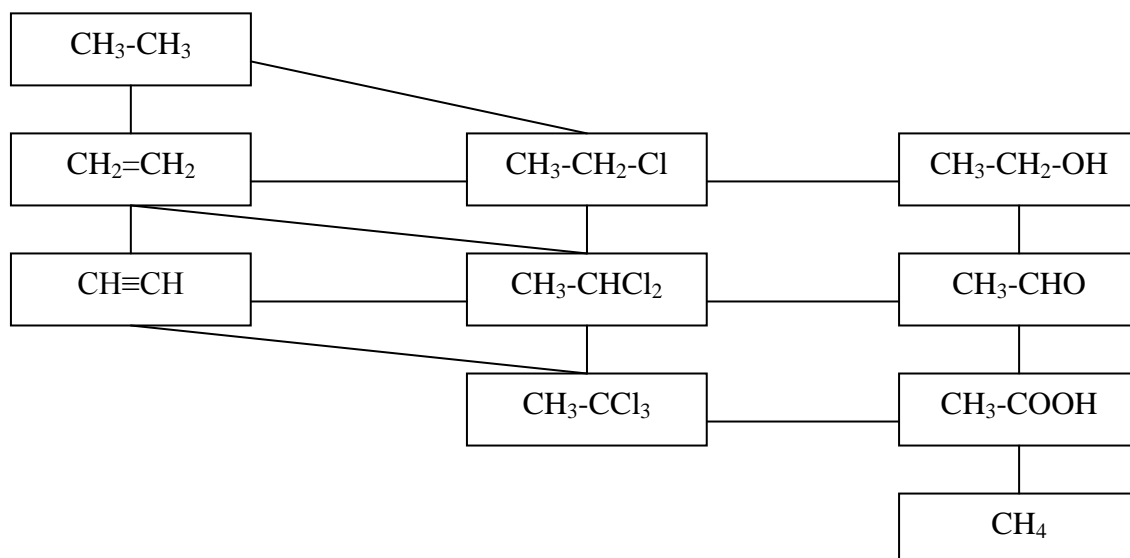 CH₃-CH₃
CH₂=CH₂
CH₃-CH₂-Cl
CH₃-CH₂-OH
CH≡CH
CH₃-CHCl₂
CH₃-CHO
CH₃-CCl₃
CH₃-COOH
CH₄